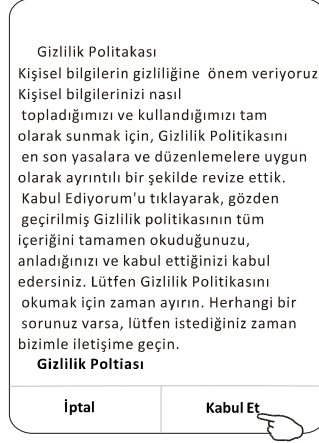 Gizlilik Politakası
Kişisel bilgilerin gizliliğine önem veriyoruz
Kişisel bilgilerinizi nasıl
topladığımızı ve kullandığımızı tam
olarak sunmak için, Gizlilik Politikasını
en son yasalara ve düzenlemelere uygun
olarak ayrıntılı bir şekilde revize ettik.
Kabul Ediyorum'u tıklayarak, gözden
geçirilmiş Gizlilik politikasının tüm
içeriğini tamamen okuduğunuzu,
anladığınızı ve kabul ettiğinizi kabul
edersiniz. Lütfen Gizlilik Politikasını
okumak için zaman ayırın. Herhangi bir
sorunuz varsa, lütfen istediğiniz zaman
bizimle iletişime geçin.
Gizlilik Poltiası
İptal
Kabul Et